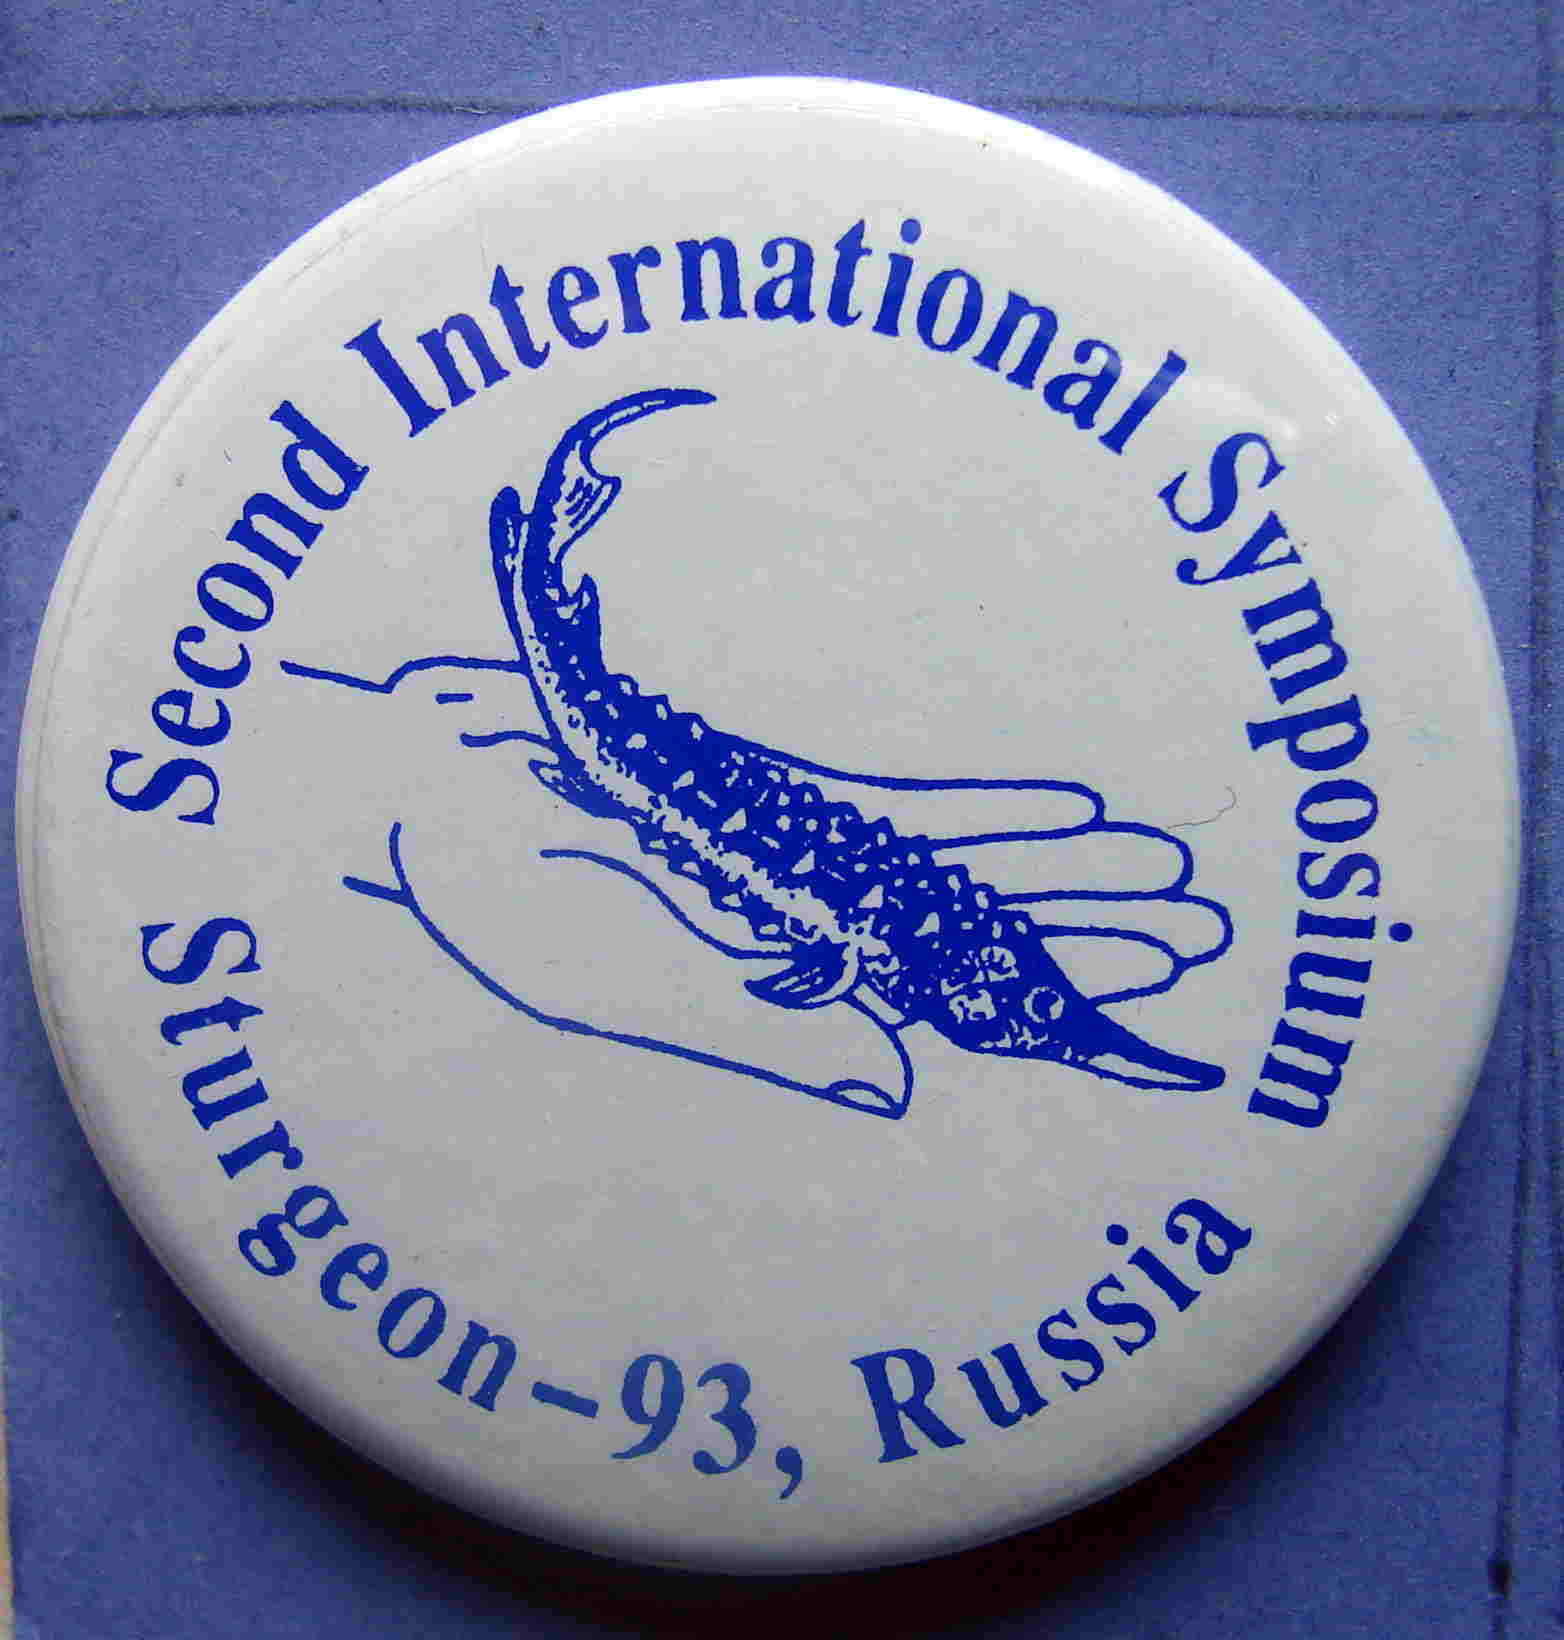 Second International Symposium
Sturgeon-93, Russia